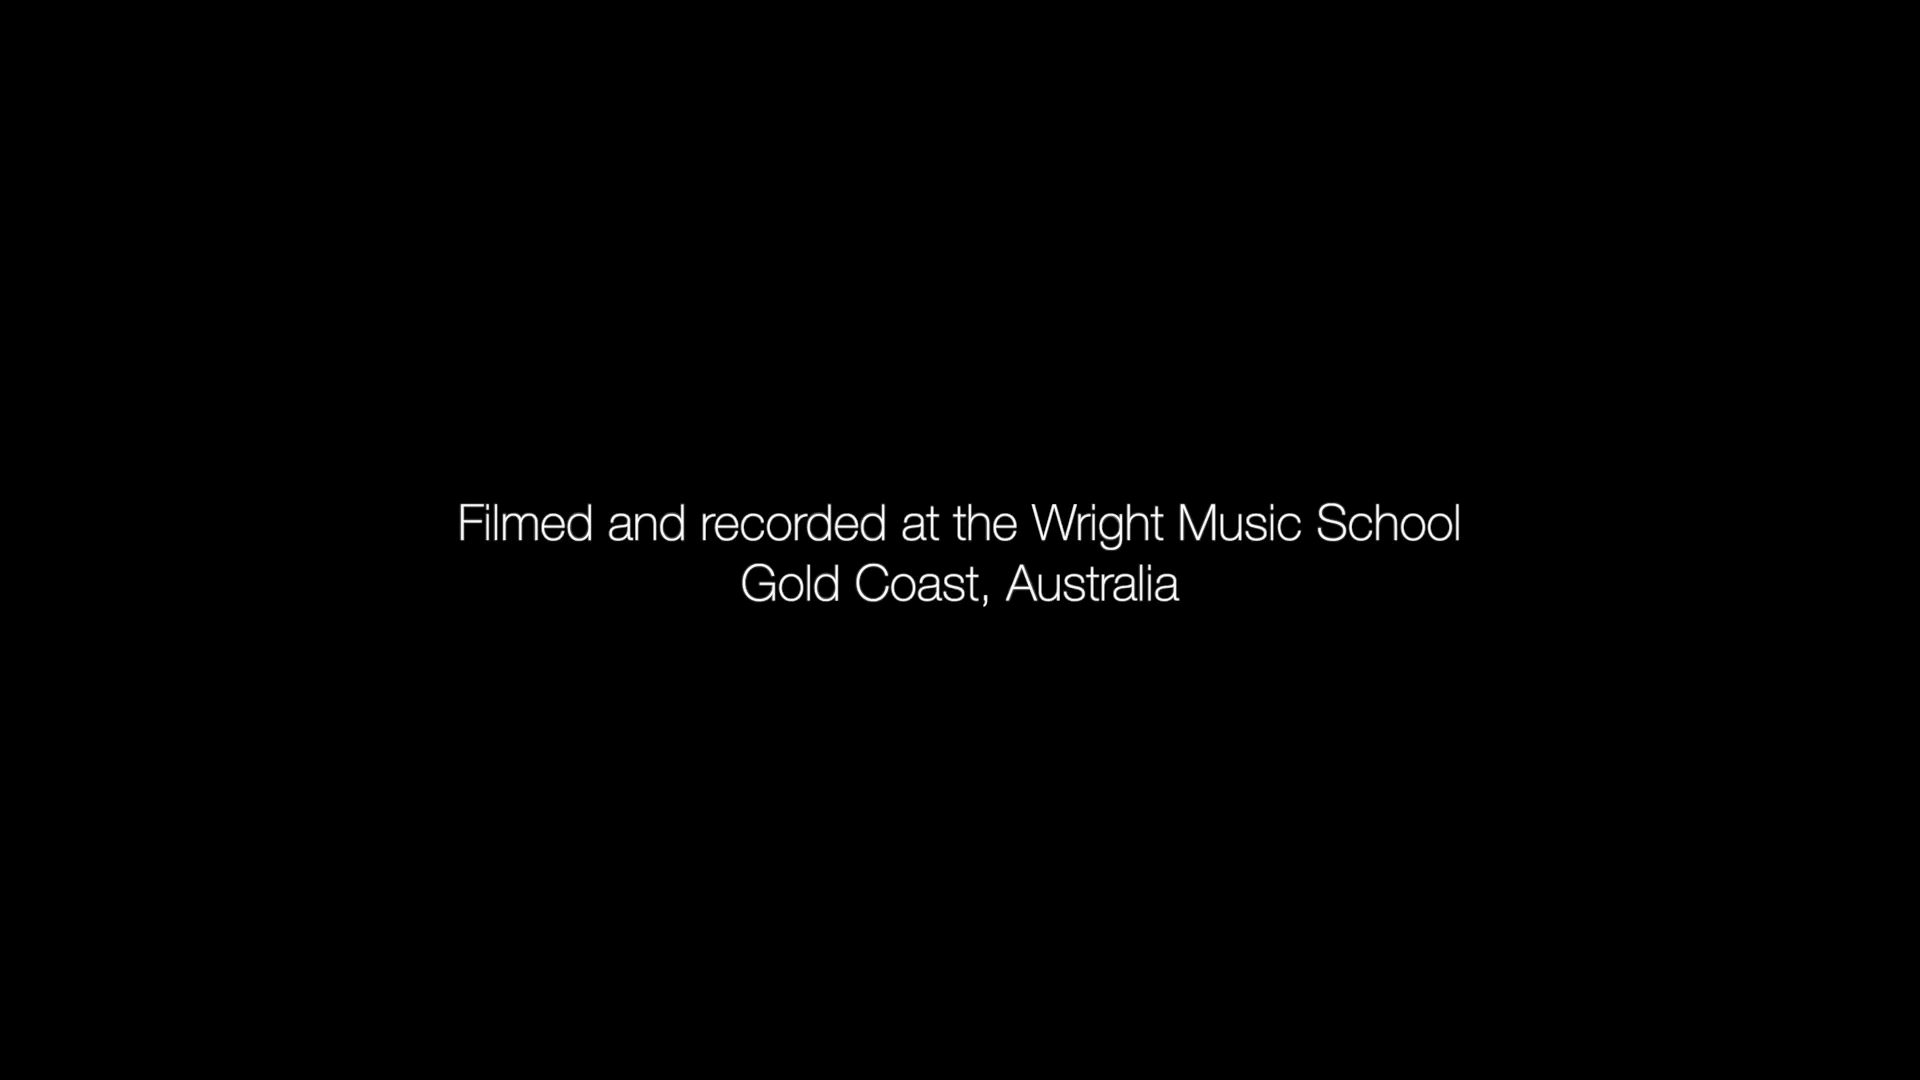 Filmed and recorded at the Wright Music School
Gold Coast, Australia